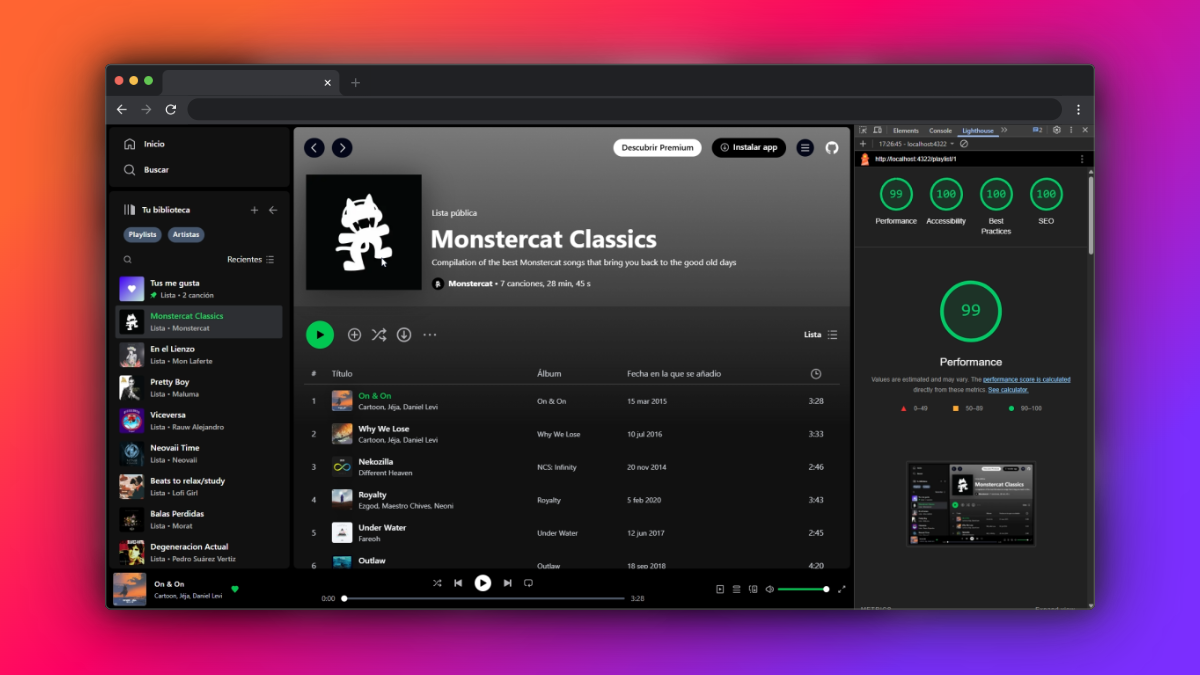 Inicio
Buscar
Tu biblioteca
Playlists Artistas
Recientes
Tus me gusta
Lista • 2 canción
Monstercat Classics
Lista • Monstercat
En el Lienzo
Lista • Mon Laferte
Pretty Boy
Lista • Maluma
Viceversa
Lista • Rauw Alejandro
Neovaii Time
Lista • Neovaii
Beats to relax/study
Lista • Lofi Girl
Balas Perdidas
Lista • Morat
Degeneracion Actual
Lista • Pedro Suárez Vertiz
Descubrir Premium Instalar app
Lista pública
Monstercat Classics
Compilation of the best Monstercat songs that bring you back to the good old days
Monstercat • 7 canciones, 28 min, 45 s
Lista
# Título Álbum Fecha en la que se añadio
1 On & On On & On 15 mar 2015 3:28
Cartoon, Jéja, Daniel Levi
2 Why We Lose Why We Lose 10 jul 2016 3:33
Cartoon, Jéja, Daniel Levi
3 Nekozilla NCS: Infinity 20 nov 2014 2:46
Different Heaven
4 Royalty Royalty 5 feb 2020 3:43
Ezgod, Maestro Chives, Neoni
5 Under Water Under Water 12 jun 2017 2:45
Fareoh
6 Outlaw Outlaw 18 sep 2018 4:20
On & On
Cartoon, Jéja, Daniel Levi
0:00 3:28
Elements Console Lighthouse
17:26:45 - localhost:4322
http://localhost:4322/playlist/1
99 100 100 100
Performance Accessibility Best Practices SEO
99
Performance
Values are estimated and may vary. The performance score is calculated
directly from these metrics. See calculator.
0–49 50–89 90–100
METRICS Expand view